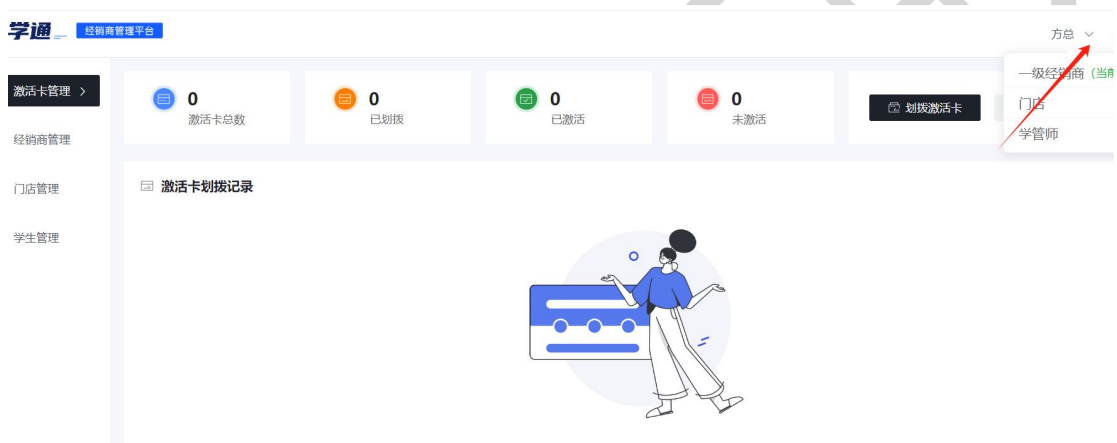 学通
经销商管理平台
方总
激活卡管理 >
经销商管理
门店管理
学生管理
0
激活卡总数
0
已划拨
0
已激活
0
未激活
划拨激活卡
一级经销商 (当前
门店
学管师
激活卡划拨记录